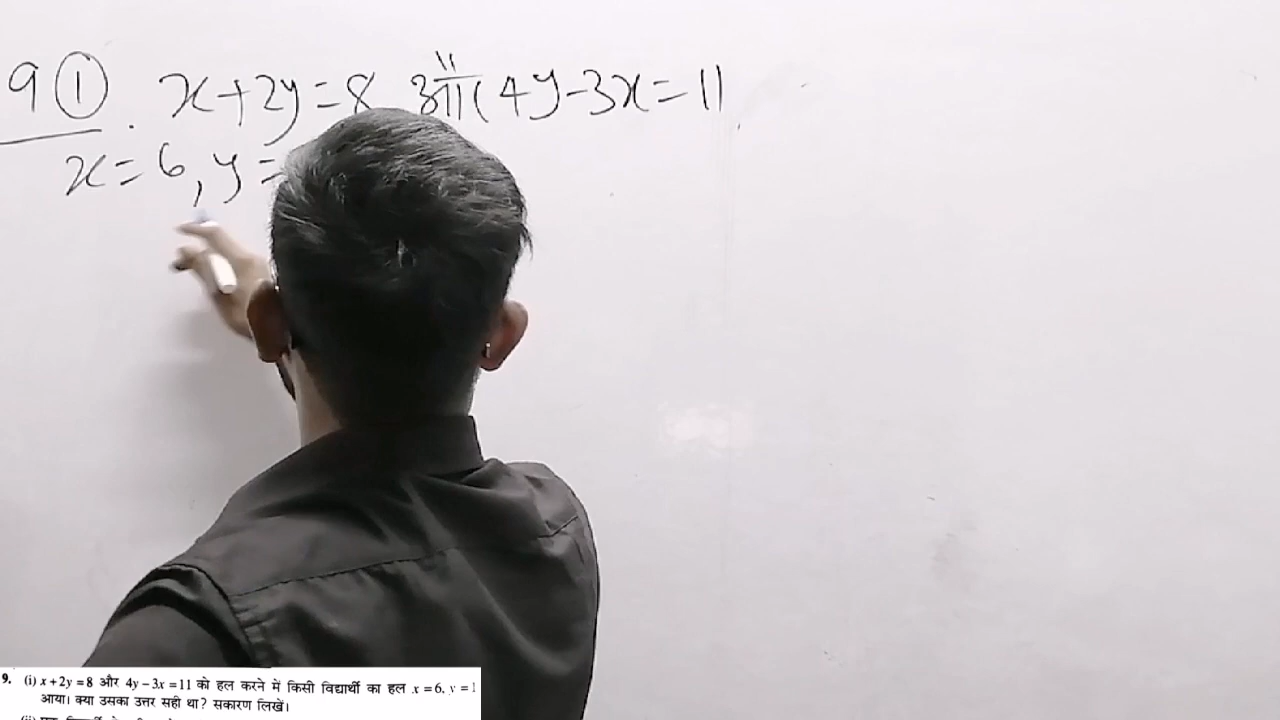 9 ① . x+2y=8 और 4y-3x=11
x=6, y=
9. (i) x+2y=8 और 4y-3x=11 को हल करने में किसी विद्यार्थी का हल x=6, y=1
आया। क्या उसका उत्तर सही था? सकारण लिखें।